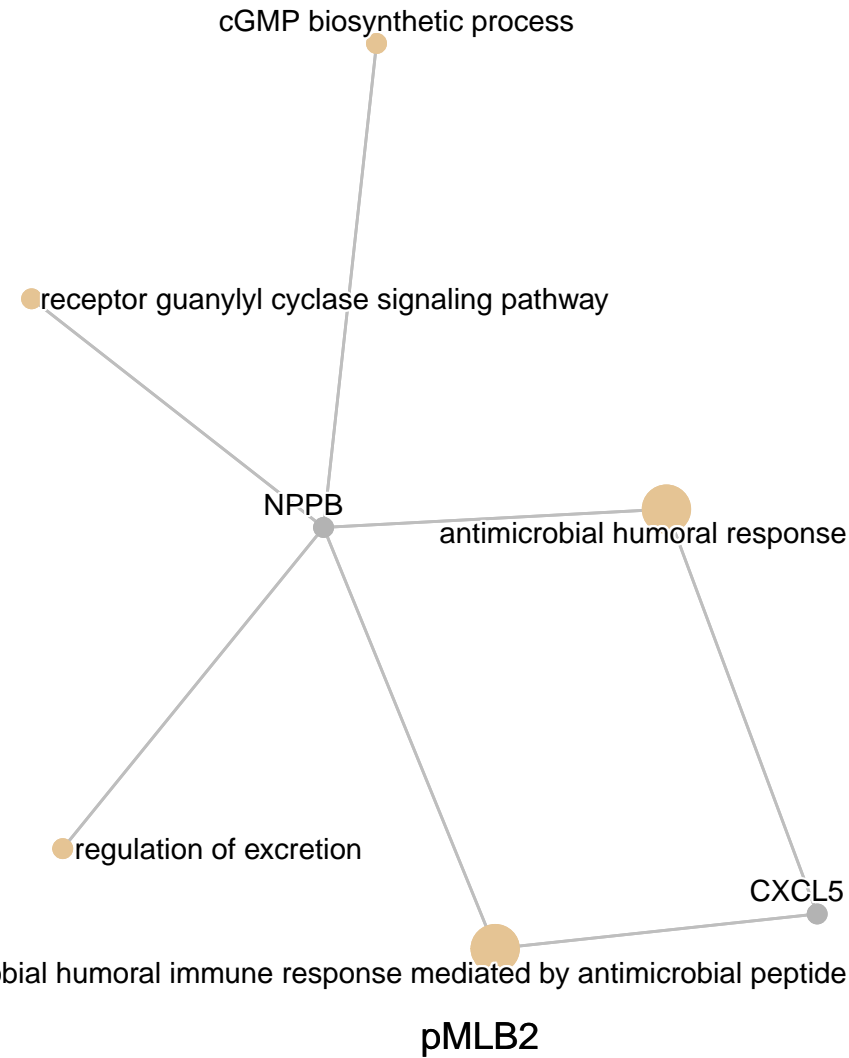 cGMP biosynthetic process
receptor guanylyl cyclase signaling pathway
NPPB
antimicrobial humoral response
regulation of excretion
CXCL5
humoral immune response mediated by antimicrobial peptide
pMLB2